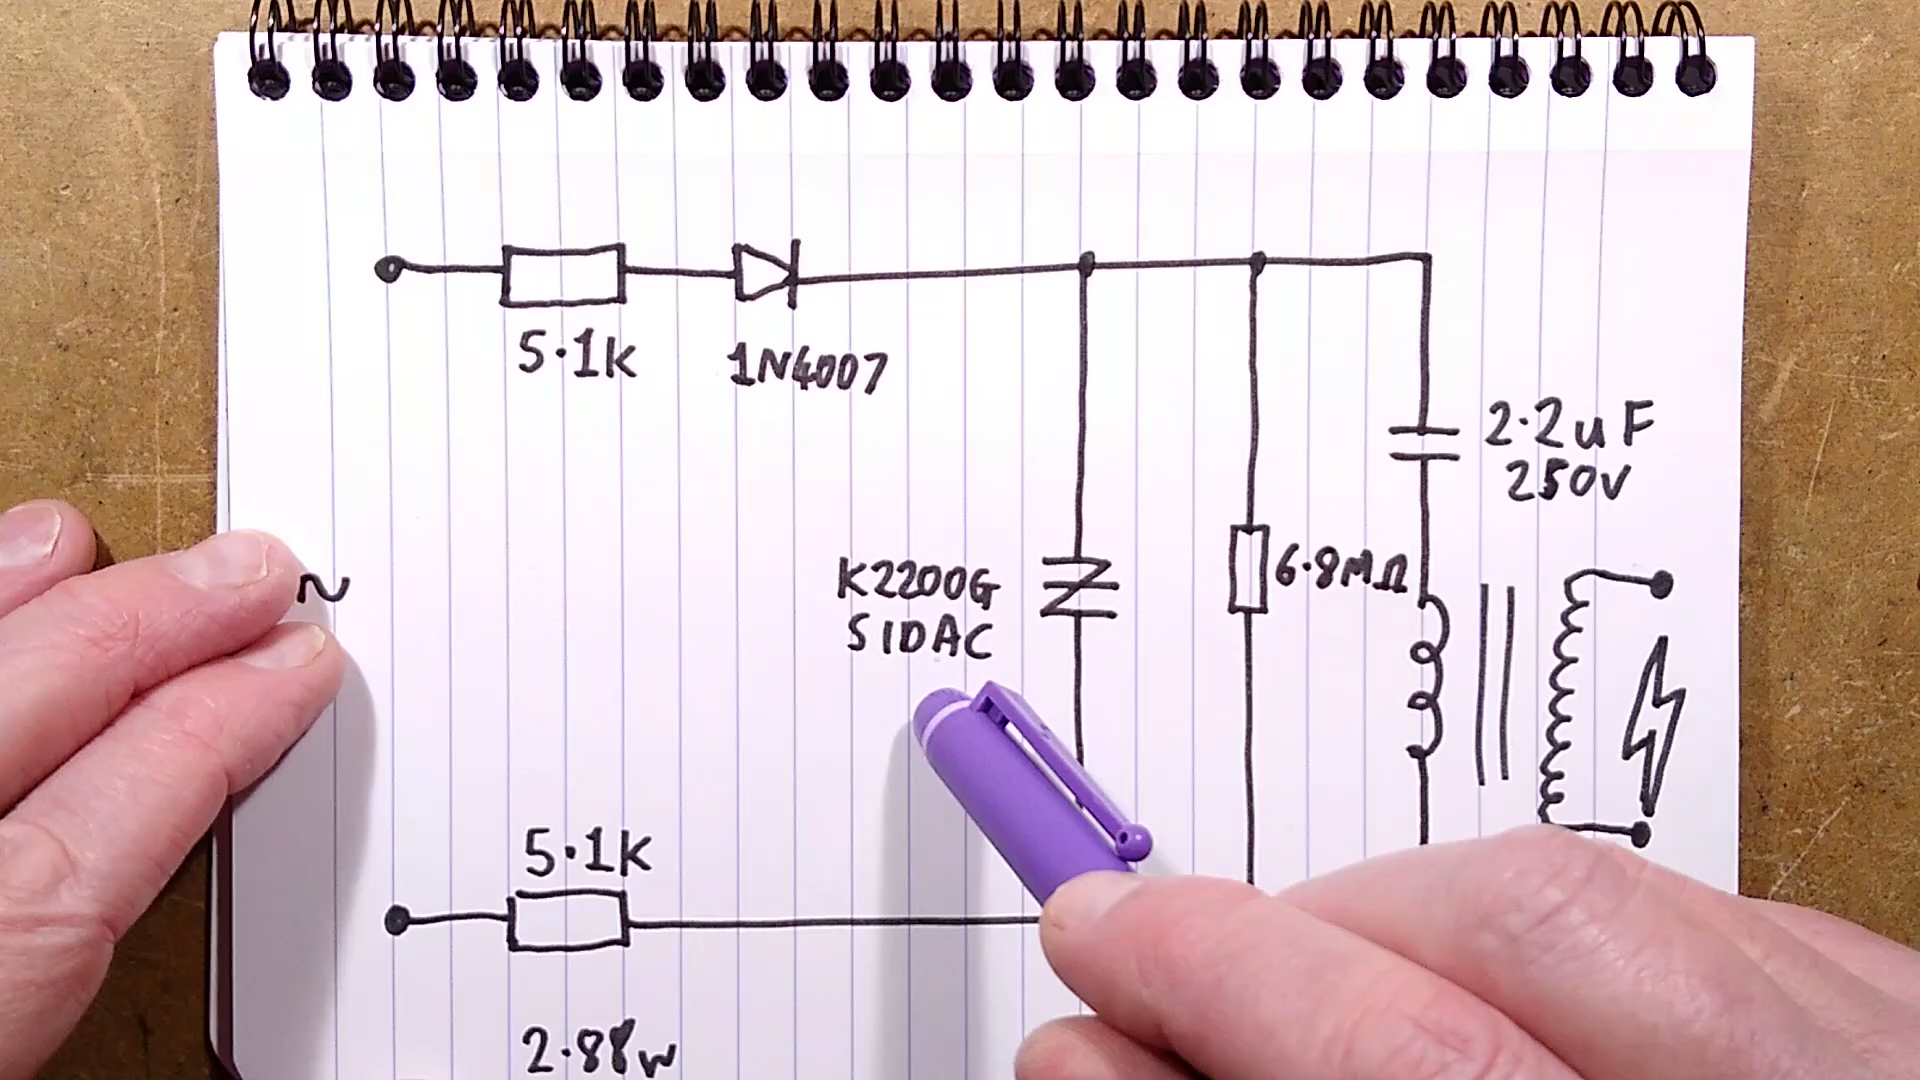 5.1K
1N4007
2.2uF
250V
K2200G
SIDAC
6.8MΩ
~
5.1K
2.88W